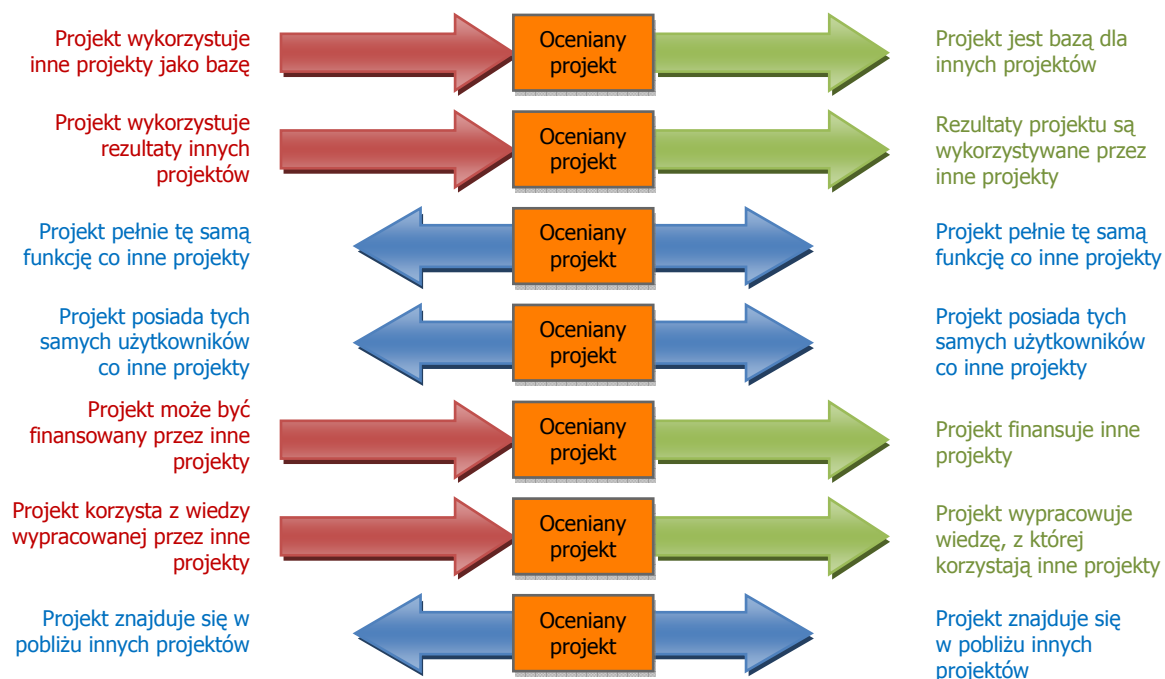 Projekt wykorzystuje
inne projekty jako bazę
Oceniany
projekt
Projekt jest bazą dla
innych projektów
Projekt wykorzystuje
rezultaty innych
projektów
Oceniany
projekt
Rezultaty projektu są
wykorzystywane przez
inne projekty
Projekt pełnie tę samą
funkcję co inne projekty
Oceniany
projekt
Projekt pełnie tę samą
funkcję co inne projekty
Projekt posiada tych
samych użytkowników
co inne projekty
Oceniany
projekt
Projekt posiada tych
samych użytkowników
co inne projekty
Projekt może być
finansowany przez inne
projekty
Oceniany
projekt
Projekt finansuje inne
projekty
Projekt korzysta z wiedzy
wypracowanej przez inne
projekty
Oceniany
projekt
Projekt wypracowuje
wiedzę, z której
korzystają inne projekty
Projekt znajduje się w
pobliżu innych projektów
Oceniany
projekt
Projekt znajduje się
w pobliżu innych
projektów